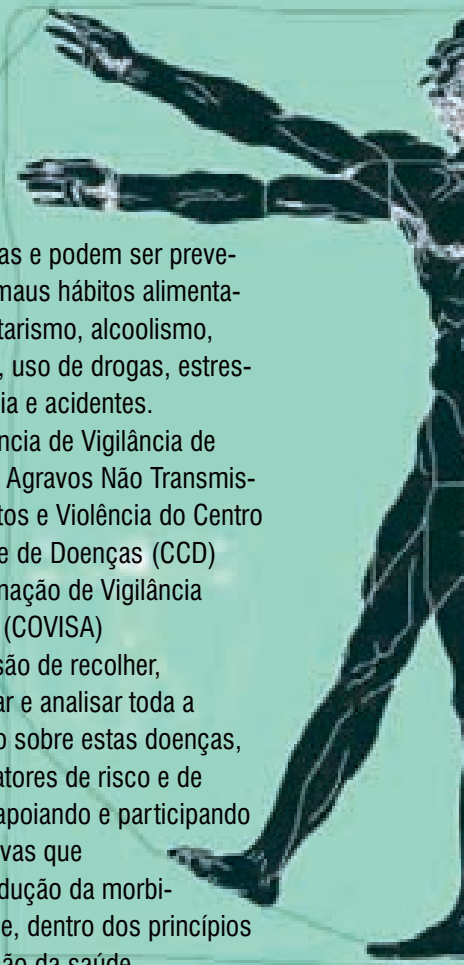 as e podem ser preve-
maus hábitos alimenta-
tarismo, alcoolismo,
, uso de drogas, estres-
ia e acidentes.
ncia de Vigilância de
Agravos Não Transmis-
tos e Violência do Centro
e de Doenças (CCD)
nação de Vigilância
(COVISA)
são de recolher,
ar e analisar toda a
o sobre estas doenças,
atores de risco e de
apoiando e participando
vas que
dução da morbi-
e, dentro dos princípios
ão da saúde